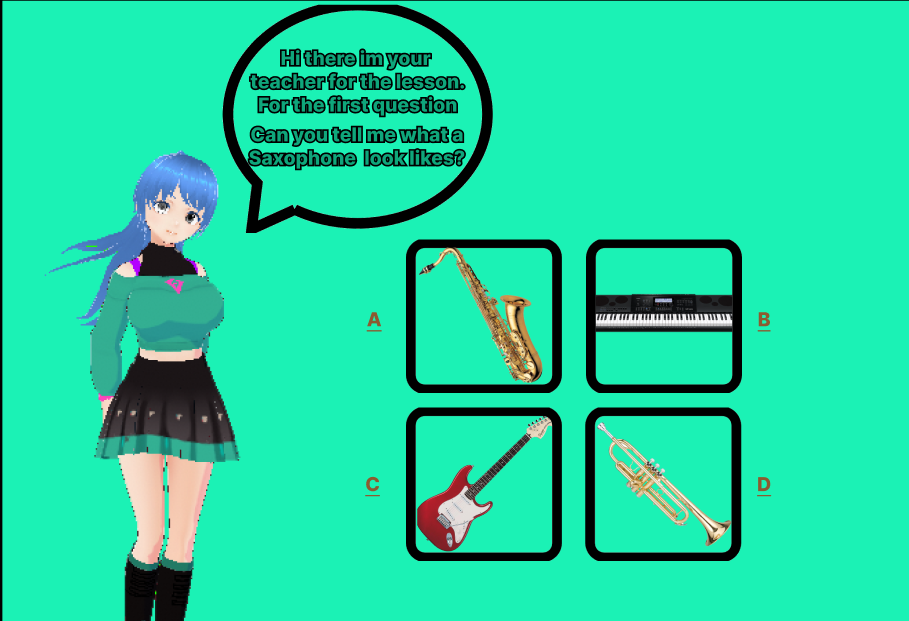 Hi there im your
teacher for the lesson.
For the first question
Can you tell me what a
Saxophone look likes?
A
B
C
D